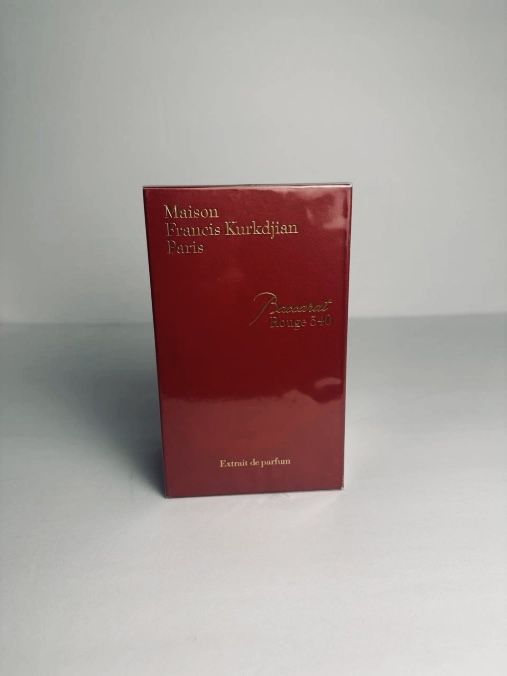 Maison
Francis Kurkdjian
Paris
Baccarat
Rouge 540
Extrait de parfum